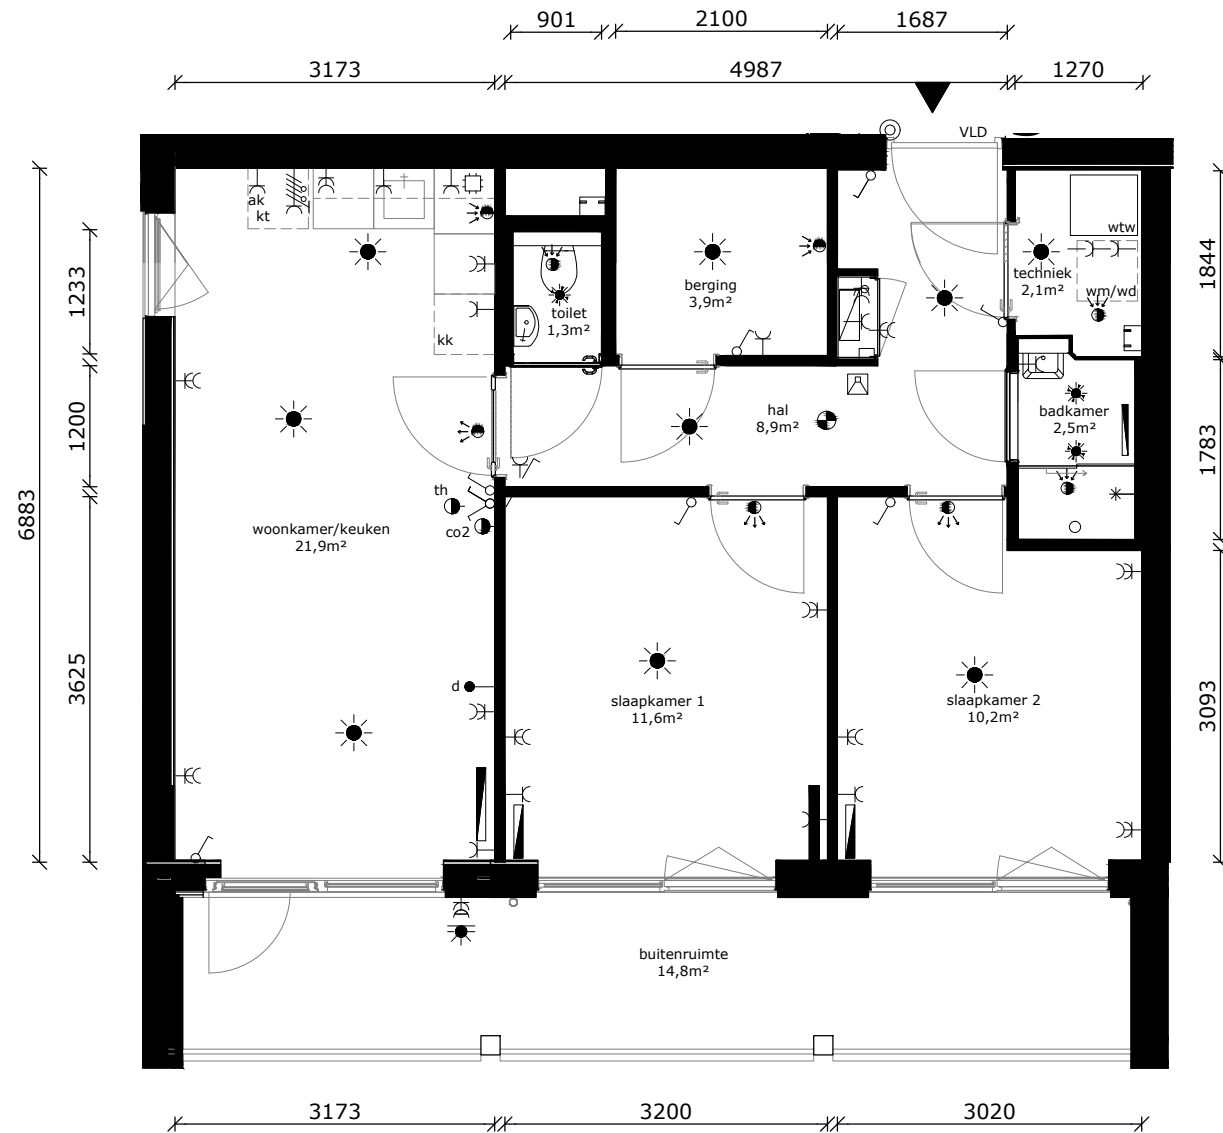 901
2100
1687
3173
4987
1270
VLD
ak
kt
wtw
techniek
2,1m²
wm/wd
berging
3,9m²
toilet
1,3m²
kk
1233
1844
hal
8,9m²
badkamer
2,5m²
1200
1783
6883
th
co2
woonkamer/keuken
21,9m²
3625
3093
d
slaapkamer 1
11,6m²
slaapkamer 2
10,2m²
buitenruimte
14,8m²
3173
3200
3020